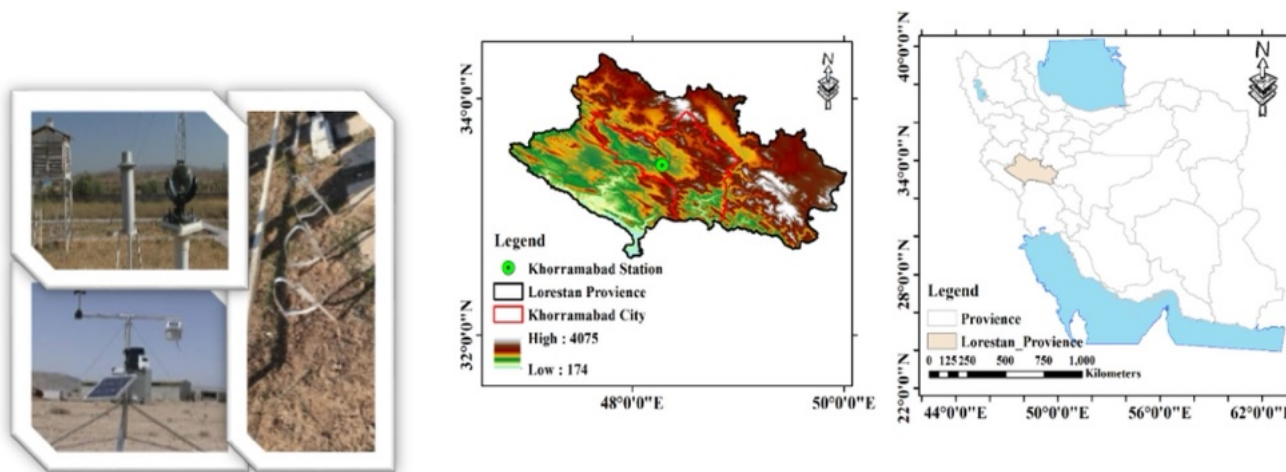 N
34°0'0"N
32°0'0"N
Legend
Khorramabad Station
Lorestan Provience
Khorramabad City
High : 4075
Low : 174
48°0'0"E
50°0'0"E
N
40°0'0"N
34°0'0"N
28°0'0"N
22°0'0"N
Legend
Provience
Lorestan_Provience
0 125 250 500 750 1,000
Kilometers
44°0'0"E 50°0'0"E 56°0'0"E 62°0'0"E